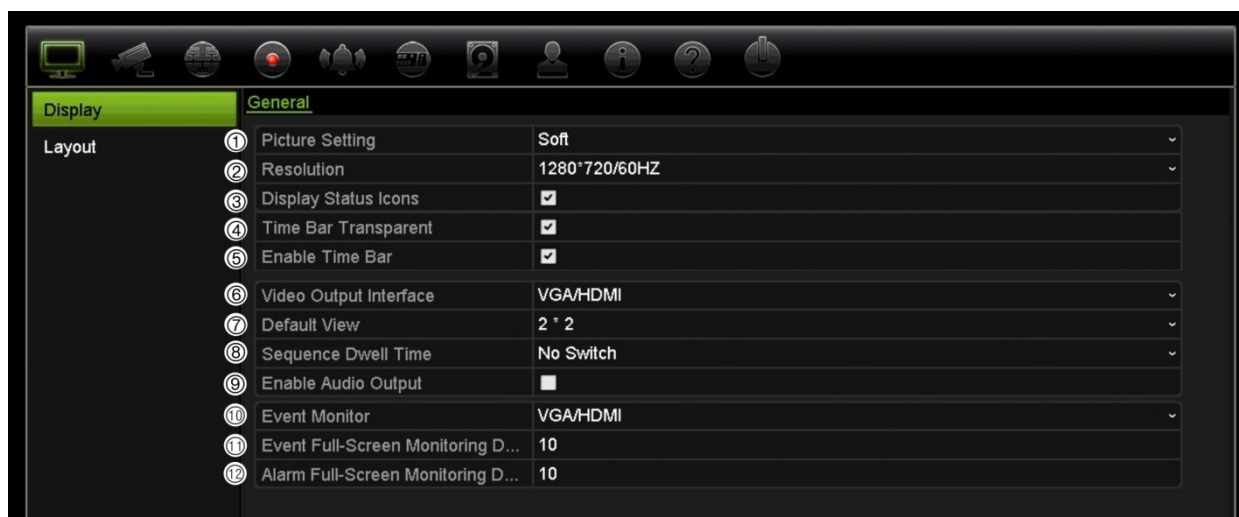 Display
Layout
General
① Picture Setting Soft
② Resolution 1280*720/60HZ
③ Display Status Icons
④ Time Bar Transparent
⑤ Enable Time Bar
⑥ Video Output Interface VGA/HDMI
⑦ Default View 2 * 2
⑧ Sequence Dwell Time No Switch
⑨ Enable Audio Output
⑩ Event Monitor VGA/HDMI
⑪ Event Full-Screen Monitoring D... 10
⑫ Alarm Full-Screen Monitoring D... 10